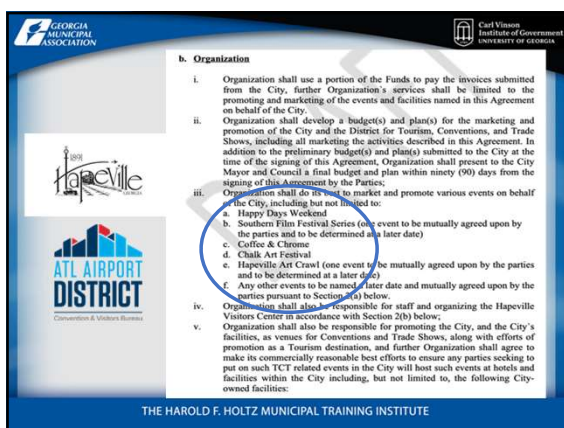 GEORGIA
MUNICIPAL
ASSOCIATION
Carl Vinson
Institute of Government
UNIVERSITY OF GEORGIA
b. Organization
i. Organization shall use a portion of the Funds to pay the invoices submitted
from the City, further Organization's services shall be limited to the
promoting and marketing of the events and facilities named in this Agreement
on behalf of the City.
ii. Organization shall develop a budget(s) and plan(s) for the marketing and
promotion of the City and the District for Tourism, Conventions, and Trade
Shows, including all marketing the activities described in this Agreement. In
addition to the preliminary budget(s) and plan(s) submitted to the City at the
time of the signing of this Agreement, Organization shall present to the City
Mayor and Council a final budget and plan within ninety (90) days from the
signing of this Agreement by the Parties;
iii. Organization shall do its best to market and promote various events on behalf
of the City, including but not limited to:
a. Happy Days Weekend
b. Southern Film Festival Series (one event to be mutually agreed upon by
the parties and to be determined at a later date)
c. Coffee & Chrome
d. Chalk Art Festival
e. Hapeville Art Crawl (one event to be mutually agreed upon by the parties
and to be determined at a later date)
f. Any other events to be named a later date and mutually agreed upon by the
parties pursuant to Section (a) below.
iv. Organization shall also be responsible for staff and organizing the Hapeville
Visitors Center in accordance with Section 2(b) below;
v. Organization shall also be responsible for promoting the City, and the City's
facilities, as venues for Conventions and Trade Shows, along with efforts of
promotion as a Tourism destination, and further Organization shall agree to
make its commercially reasonable best efforts to ensure any parties seeking to
put on such TCT related events in the City will host such events at hotels and
facilities within the City including, but not limited to, the following City-
owned facilities:
1891
Hapeville
GEORGIA
ATL AIRPORT
DISTRICT
Convention & Visitors Bureau
THE HAROLD F. HOLTZ MUNICIPAL TRAINING INSTITUTE